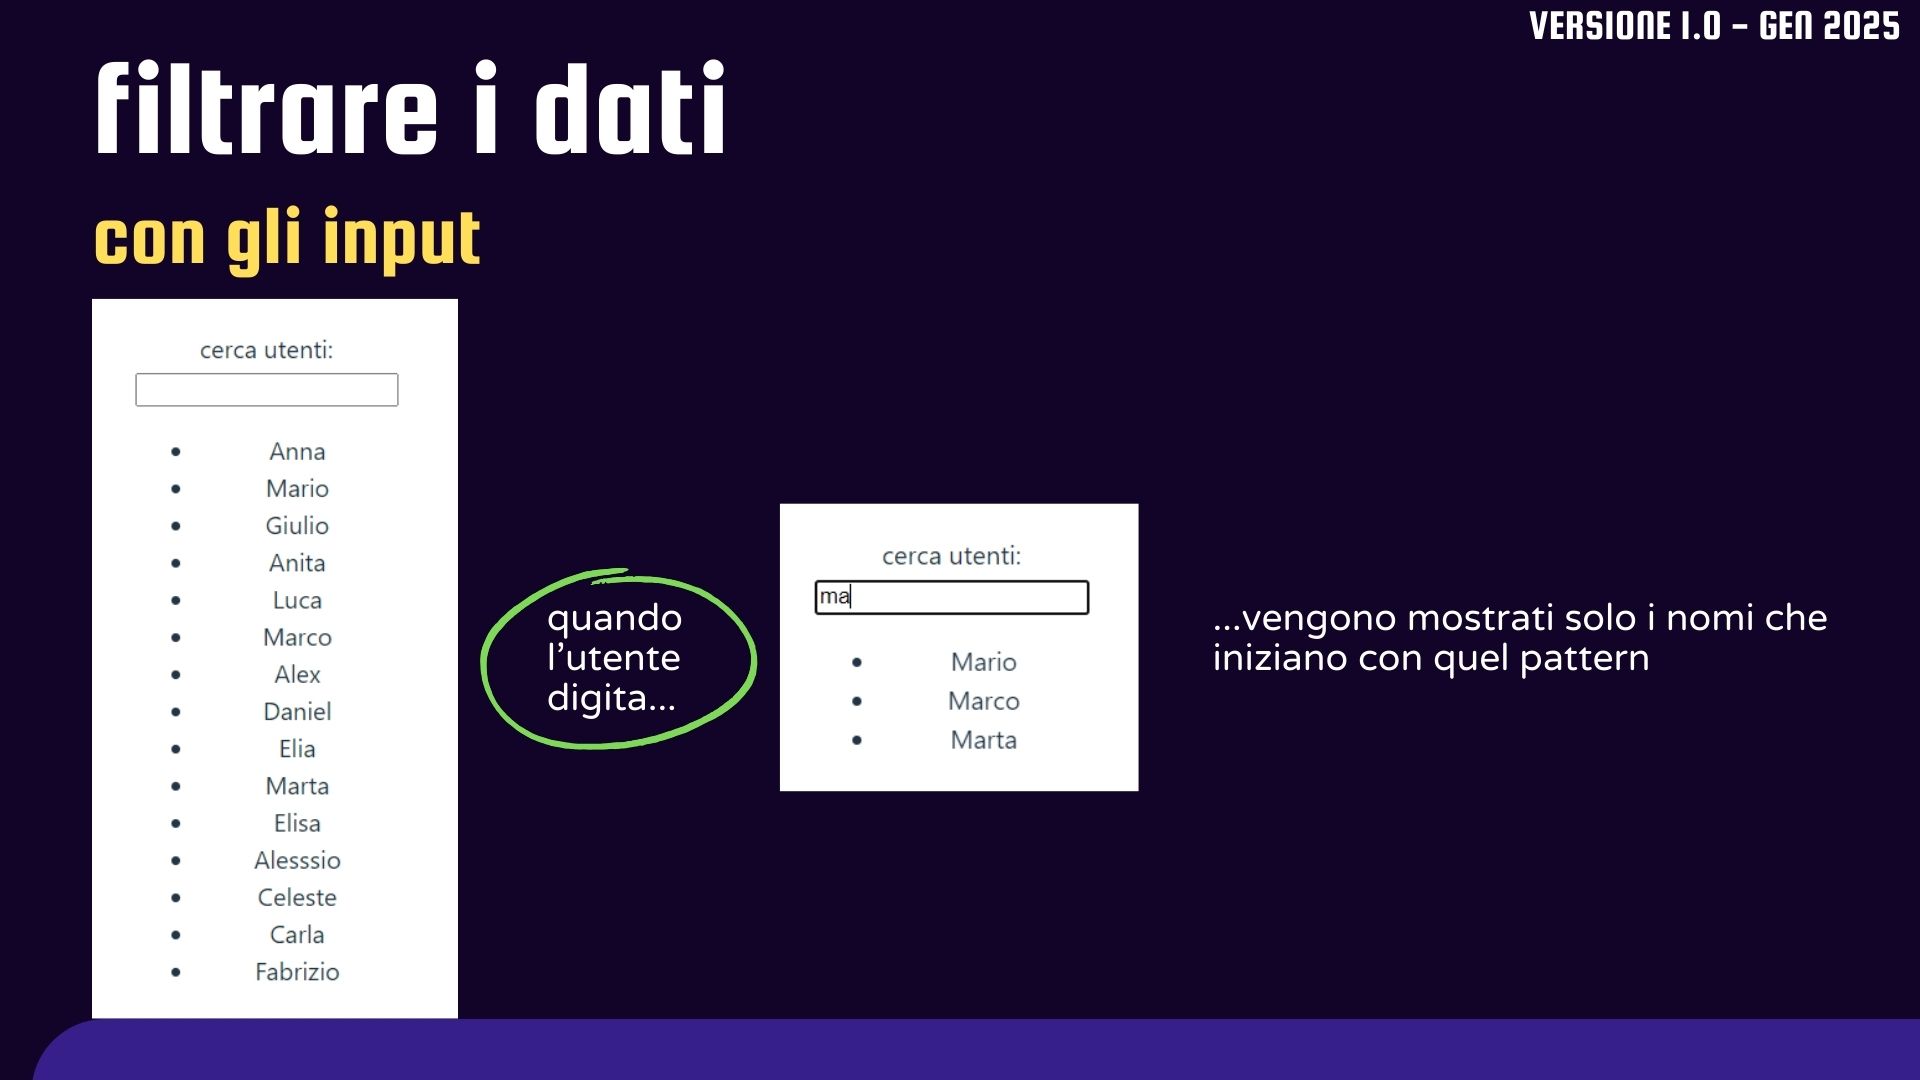 VERSIONE 1.0 - GEN 2025
filtrare i dati
con gli input
cerca utenti:
• Anna
• Mario
• Giulio
• Anita
• Luca
• Marco
• Alex
• Daniel
• Elia
• Marta
• Elisa
• Alesssio
• Celeste
• Carla
• Fabrizio
quando
l’utente
digita...
cerca utenti:
ma
• Mario
• Marco
• Marta
...vengono mostrati solo i nomi che
iniziano con quel pattern